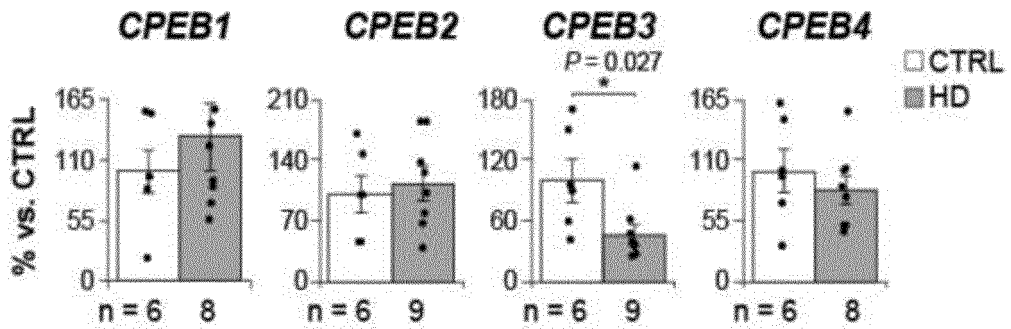 CPEB1 CPEB2 CPEB3 CPEB4
P = 0.027
*
CTRL
HD
% vs. CTRL
165 210 180 165
110 140 120 110
55 70 60 55
0 0 0 0
n = 6 8 n = 6 9 n = 6 9 n = 6 8